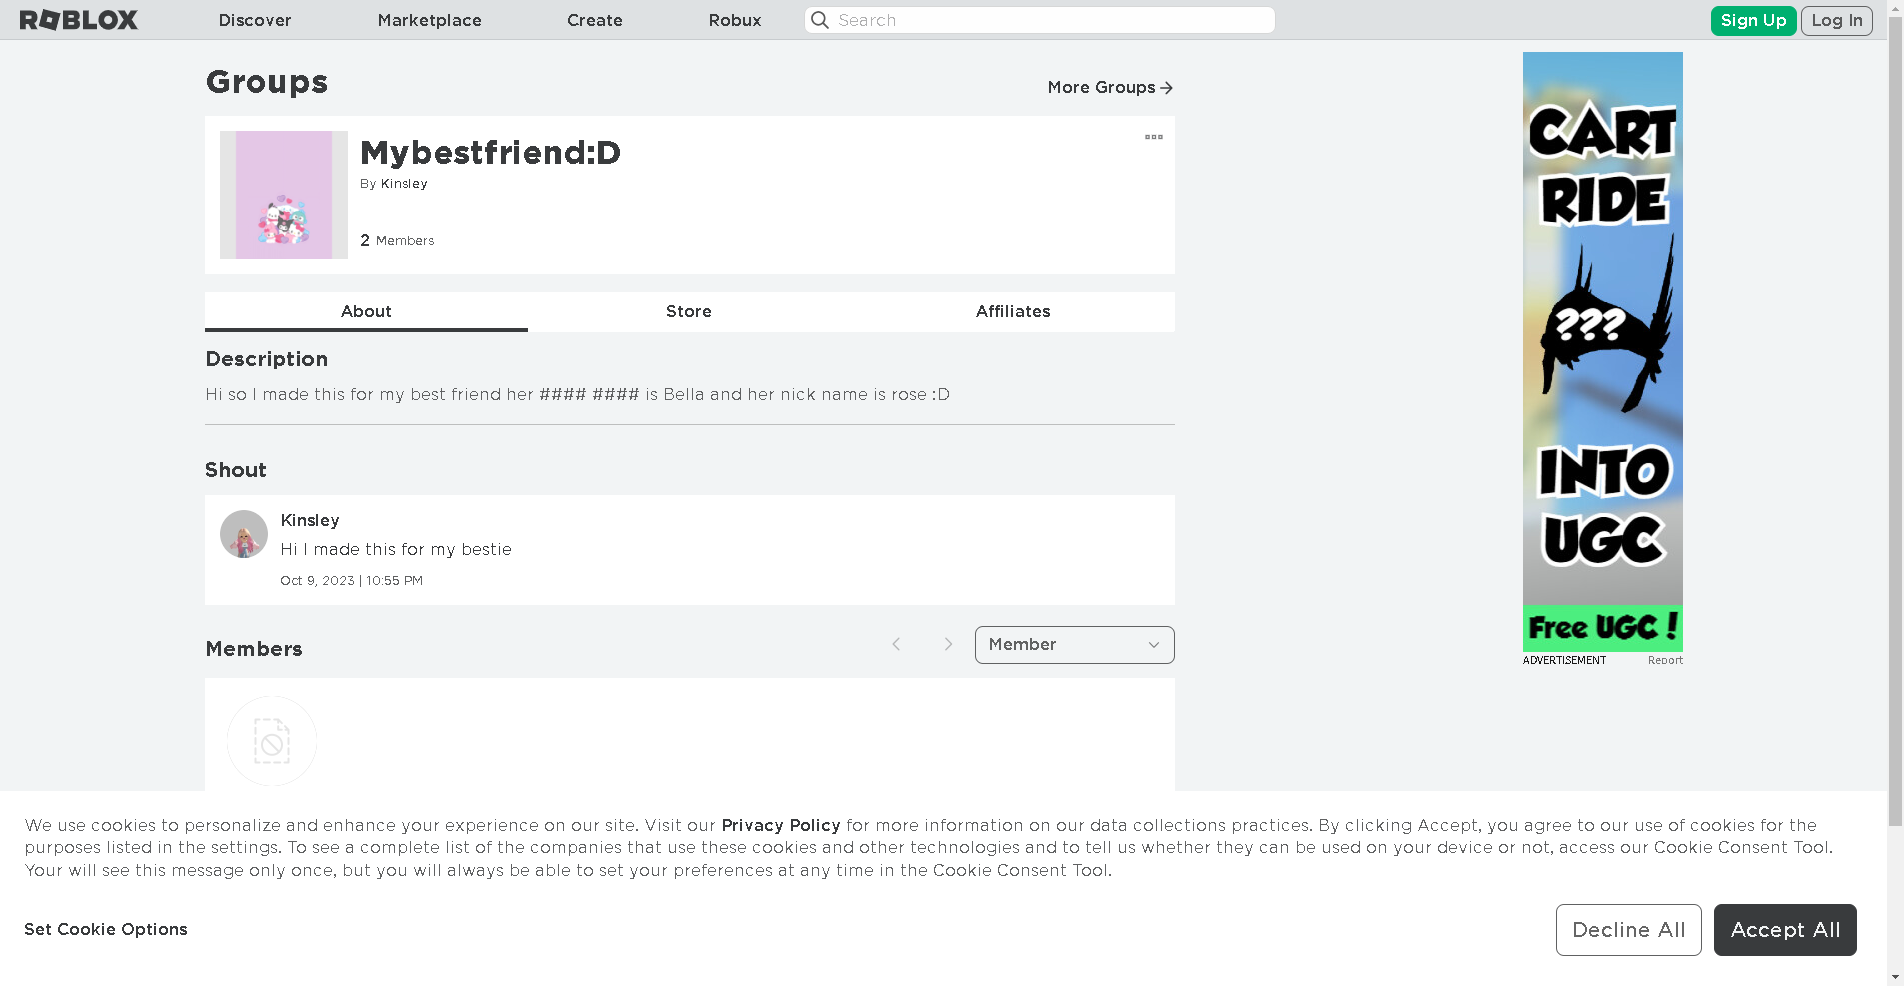 ROBLOX Discover Marketplace Create Robux Search Sign Up Log In
Groups
More Groups
Mybestfriend:D
By Kinsley
2 Members
About Store Affiliates
Description
Hi so I made this for my best friend her #### #### is Bella and her nick name is rose :D
Shout
Kinsley
Hi I made this for my bestie
Oct 9, 2023 | 10:55 PM
Members
Member
CART
RIDE
???
INTO
UGC
Free UGC !
ADVERTISEMENT Report
We use cookies to personalize and enhance your experience on our site. Visit our Privacy Policy for more information on our data collections practices. By clicking Accept, you agree to our use of cookies for the
purposes listed in the settings. To see a complete list of the companies that use these cookies and other technologies and to tell us whether they can be used on your device or not, access our Cookie Consent Tool.
Your will see this message only once, but you will always be able to set your preferences at any time in the Cookie Consent Tool.
Set Cookie Options
Decline All
Accept All